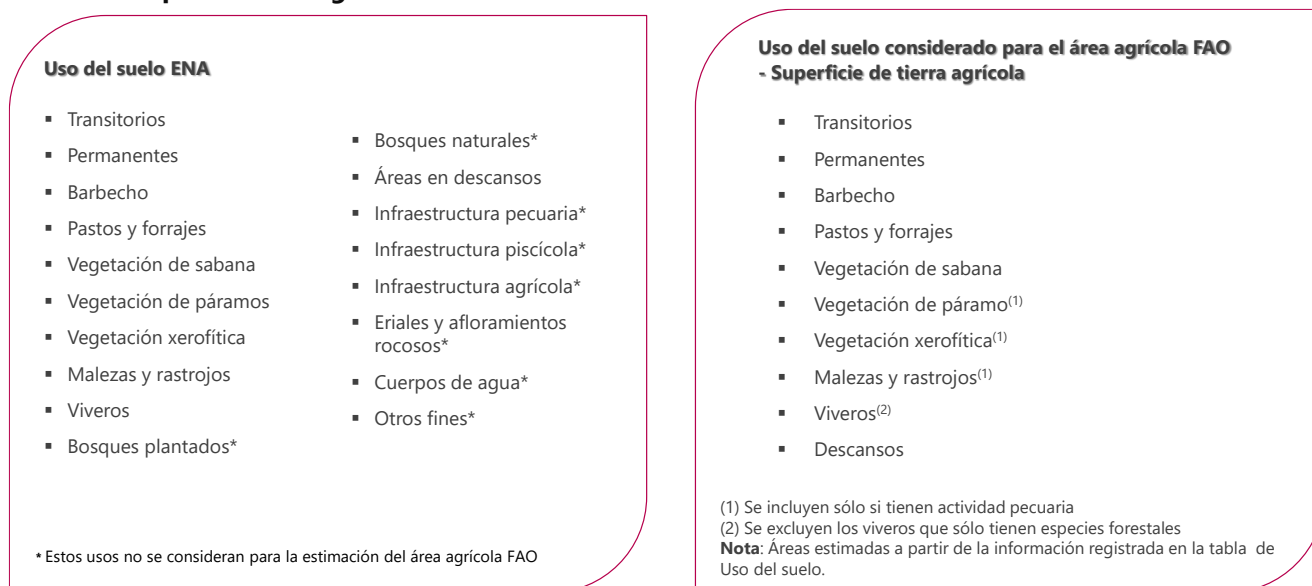 Uso del suelo ENA
▪ Transitorios
▪ Permanentes
▪ Barbecho
▪ Pastos y forrajes
▪ Vegetación de sabana
▪ Vegetación de páramos
▪ Vegetación xerofítica
▪ Malezas y rastrojos
▪ Viveros
▪ Bosques plantados*
▪ Bosques naturales*
▪ Áreas en descansos
▪ Infraestructura pecuaria*
▪ Infraestructura piscícola*
▪ Infraestructura agrícola*
▪ Eriales y afloramientos
rocosos*
▪ Cuerpos de agua*
▪ Otros fines*
* Estos usos no se consideran para la estimación del área agrícola FAO
Uso del suelo considerado para el área agrícola FAO
- Superficie de tierra agrícola
▪ Transitorios
▪ Permanentes
▪ Barbecho
▪ Pastos y forrajes
▪ Vegetación de sabana
▪ Vegetación de páramo(1)
▪ Vegetación xerofítica(1)
▪ Malezas y rastrojos(1)
▪ Viveros(2)
▪ Descansos
(1) Se incluyen sólo si tienen actividad pecuaria
(2) Se excluyen los viveros que sólo tienen especies forestales
Nota: Áreas estimadas a partir de la información registrada en la tabla de
Uso del suelo.